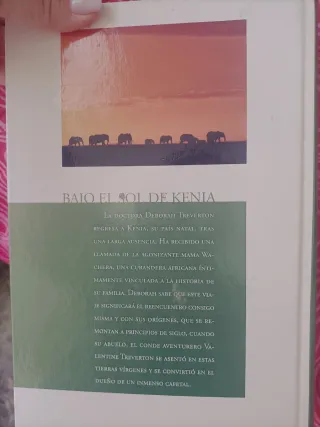 BAJO EL SOL DE KENIA
LA DOCTORA DEBORAH TREVERTON
REGRESA A KENIA, SU PAÍS NATAL, TRAS
UNA LARGA AUSENCIA. HA RECIBIDO UNA
LLAMADA DE LA AGONIZANTE MAMA WA-
CHERA, UNA CURANDERA AFRICANA ÍNTI-
MAMENTE VINCULADA A LA HISTORIA DE
SU FAMILIA. DEBORAH SABE QUE ESTE VIA-
JE SIGNIFICARÁ EL REENCUENTRO CONSIGO
MISMA Y CON SUS ORÍGENES, QUE SE RE-
MONTAN A PRINCIPIOS DE SIGLO, CUANDO
SU ABUELO, EL CONDE AVENTURERO VA-
LENTINE TREVERTON SE ASENTÓ EN ESTAS
TIERRAS VÍRGENES Y SE CONVIRTIÓ EN EL
DUEÑO DE UN INMENSO CAPITAL.